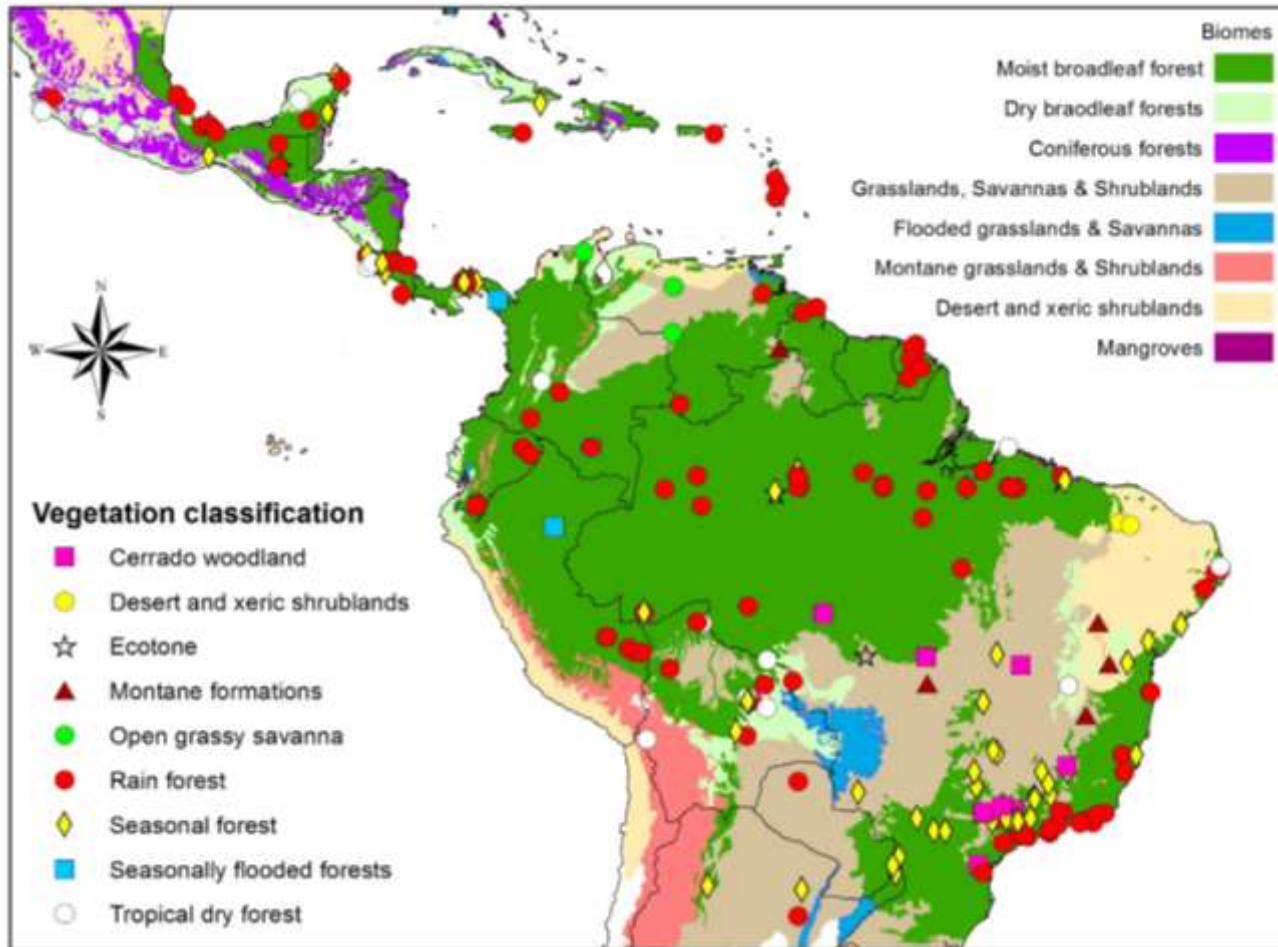 Biomes
Moist broadleaf forest
Dry braodleaf forests
Coniferous forests
Grasslands, Savannas & Shrublands
Flooded grasslands & Savannas
Montane grasslands & Shrublands
Desert and xeric shrublands
Mangroves
N
W
E
S
Vegetation classification
Cerrado woodland
Desert and xeric shrublands
Ecotone
Montane formations
Open grassy savanna
Rain forest
Seasonal forest
Seasonally flooded forests
Tropical dry forest